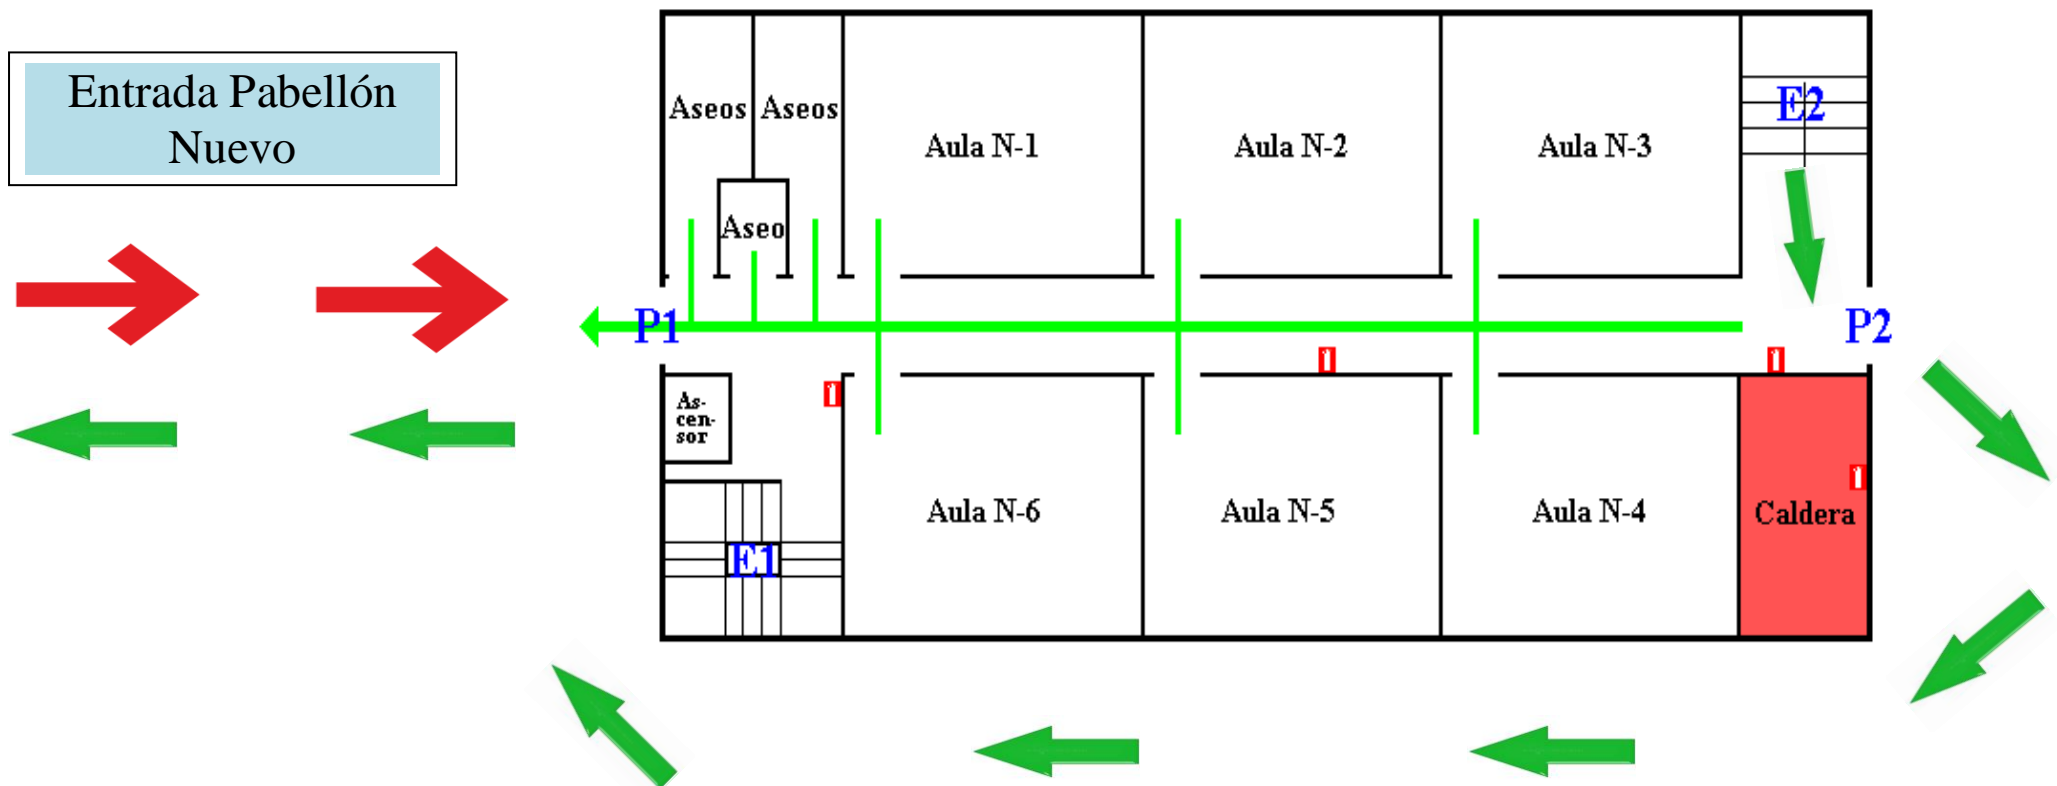 Entrada Pabellón
Nuevo
Aseos
Aseos
Aseo
Aula N-1
Aula N-2
Aula N-3
E2
P1
P2
As-
cen-
sor
E1
Aula N-6
Aula N-5
Aula N-4
Caldera